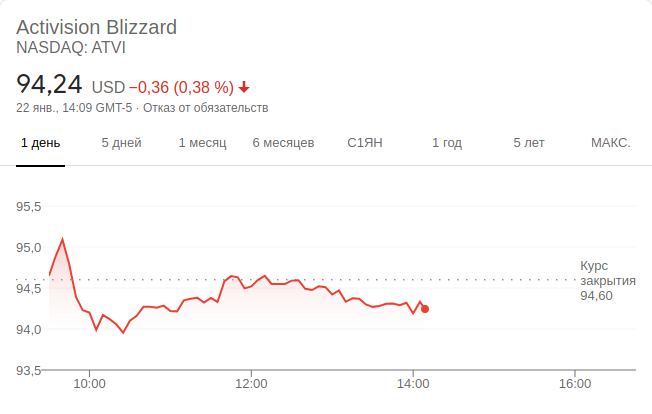 Activision Blizzard
NASDAQ: ATVI
94,24 USD −0,36 (0,38 %)
22 янв., 14:09 GMT-5 · Отказ от обязательств
1 день 5 дней 1 месяц 6 месяцев С1ЯН 1 год 5 лет МАКС.
95,5
95,0
94,5
94,0
93,5
Курс
закрытия
94,60
10:00 12:00 14:00 16:00